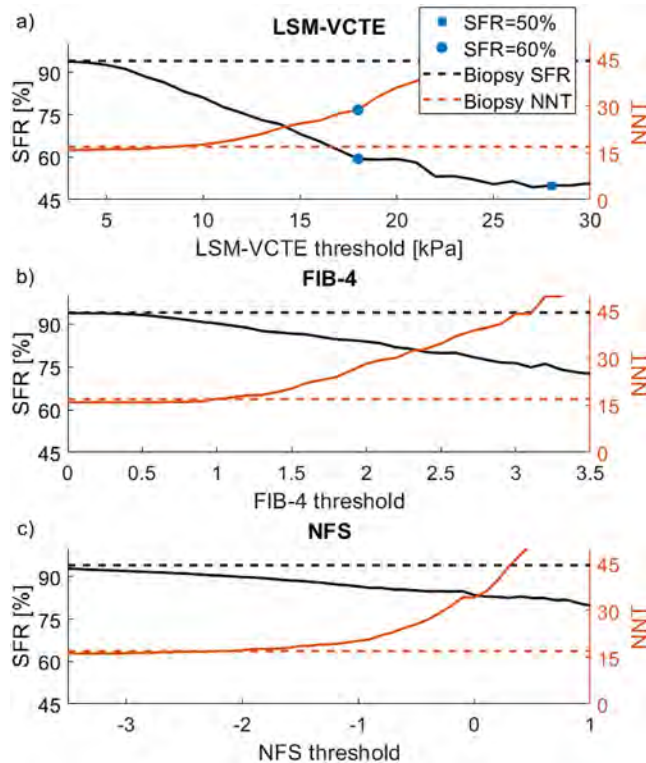 a) LSM-VCTE
SFR=50%
SFR=60%
Biopsy SFR
Biopsy NNT
90
75
60
45
SFR [%]
45
30
15
0
NNT
5 10 15 20 25 30
LSM-VCTE threshold [kPa]
b) FIB-4
90
75
60
45
SFR [%]
45
30
15
0
NNT
0 0.5 1 1.5 2 2.5 3 3.5
FIB-4 threshold
c) NFS
90
75
60
45
SFR [%]
45
30
15
0
NNT
-3 -2 -1 0 1
NFS threshold